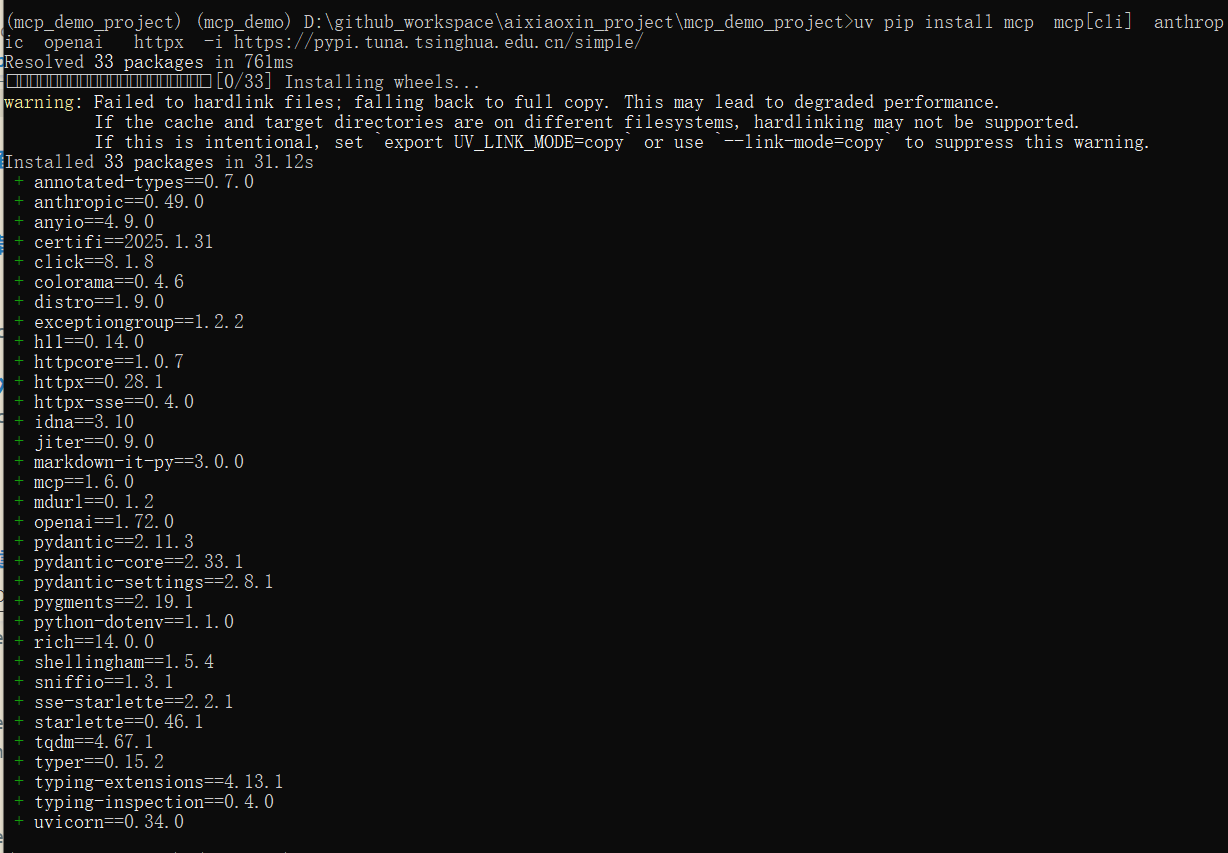 (mcp_demo_project) (mcp_demo) D:\github_workspace\aixiaoxin_project\mcp_demo_project>uv pip install mcp  mcp[cli]  anthrop
ic  openai   httpx  -i https://pypi.tuna.tsinghua.edu.cn/simple/
Resolved 33 packages in 761ms
[0/33] Installing wheels...
warning: Failed to hardlink files; falling back to full copy. This may lead to degraded performance.
         If the cache and target directories are on different filesystems, hardlinking may not be supported.
         If this is intentional, set `export UV_LINK_MODE=copy` or use `--link-mode=copy` to suppress this warning.
Installed 33 packages in 31.12s
 + annotated-types==0.7.0
 + anthropic==0.49.0
 + anyio==4.9.0
 + certifi==2025.1.31
 + click==8.1.8
 + colorama==0.4.6
 + distro==1.9.0
 + exceptiongroup==1.2.2
 + h11==0.14.0
 + httpcore==1.0.7
 + httpx==0.28.1
 + httpx-sse==0.4.0
 + idna==3.10
 + jiter==0.9.0
 + markdown-it-py==3.0.0
 + mcp==1.6.0
 + mdurl==0.1.2
 + openai==1.72.0
 + pydantic==2.11.3
 + pydantic-core==2.33.1
 + pydantic-settings==2.8.1
 + pygments==2.19.1
 + python-dotenv==1.1.0
 + rich==14.0.0
 + shellingham==1.5.4
 + sniffio==1.3.1
 + sse-starlette==2.2.1
 + starlette==0.46.1
 + tqdm==4.67.1
 + typer==0.15.2
 + typing-extensions==4.13.1
 + typing-inspection==0.4.0
 + uvicorn==0.34.0